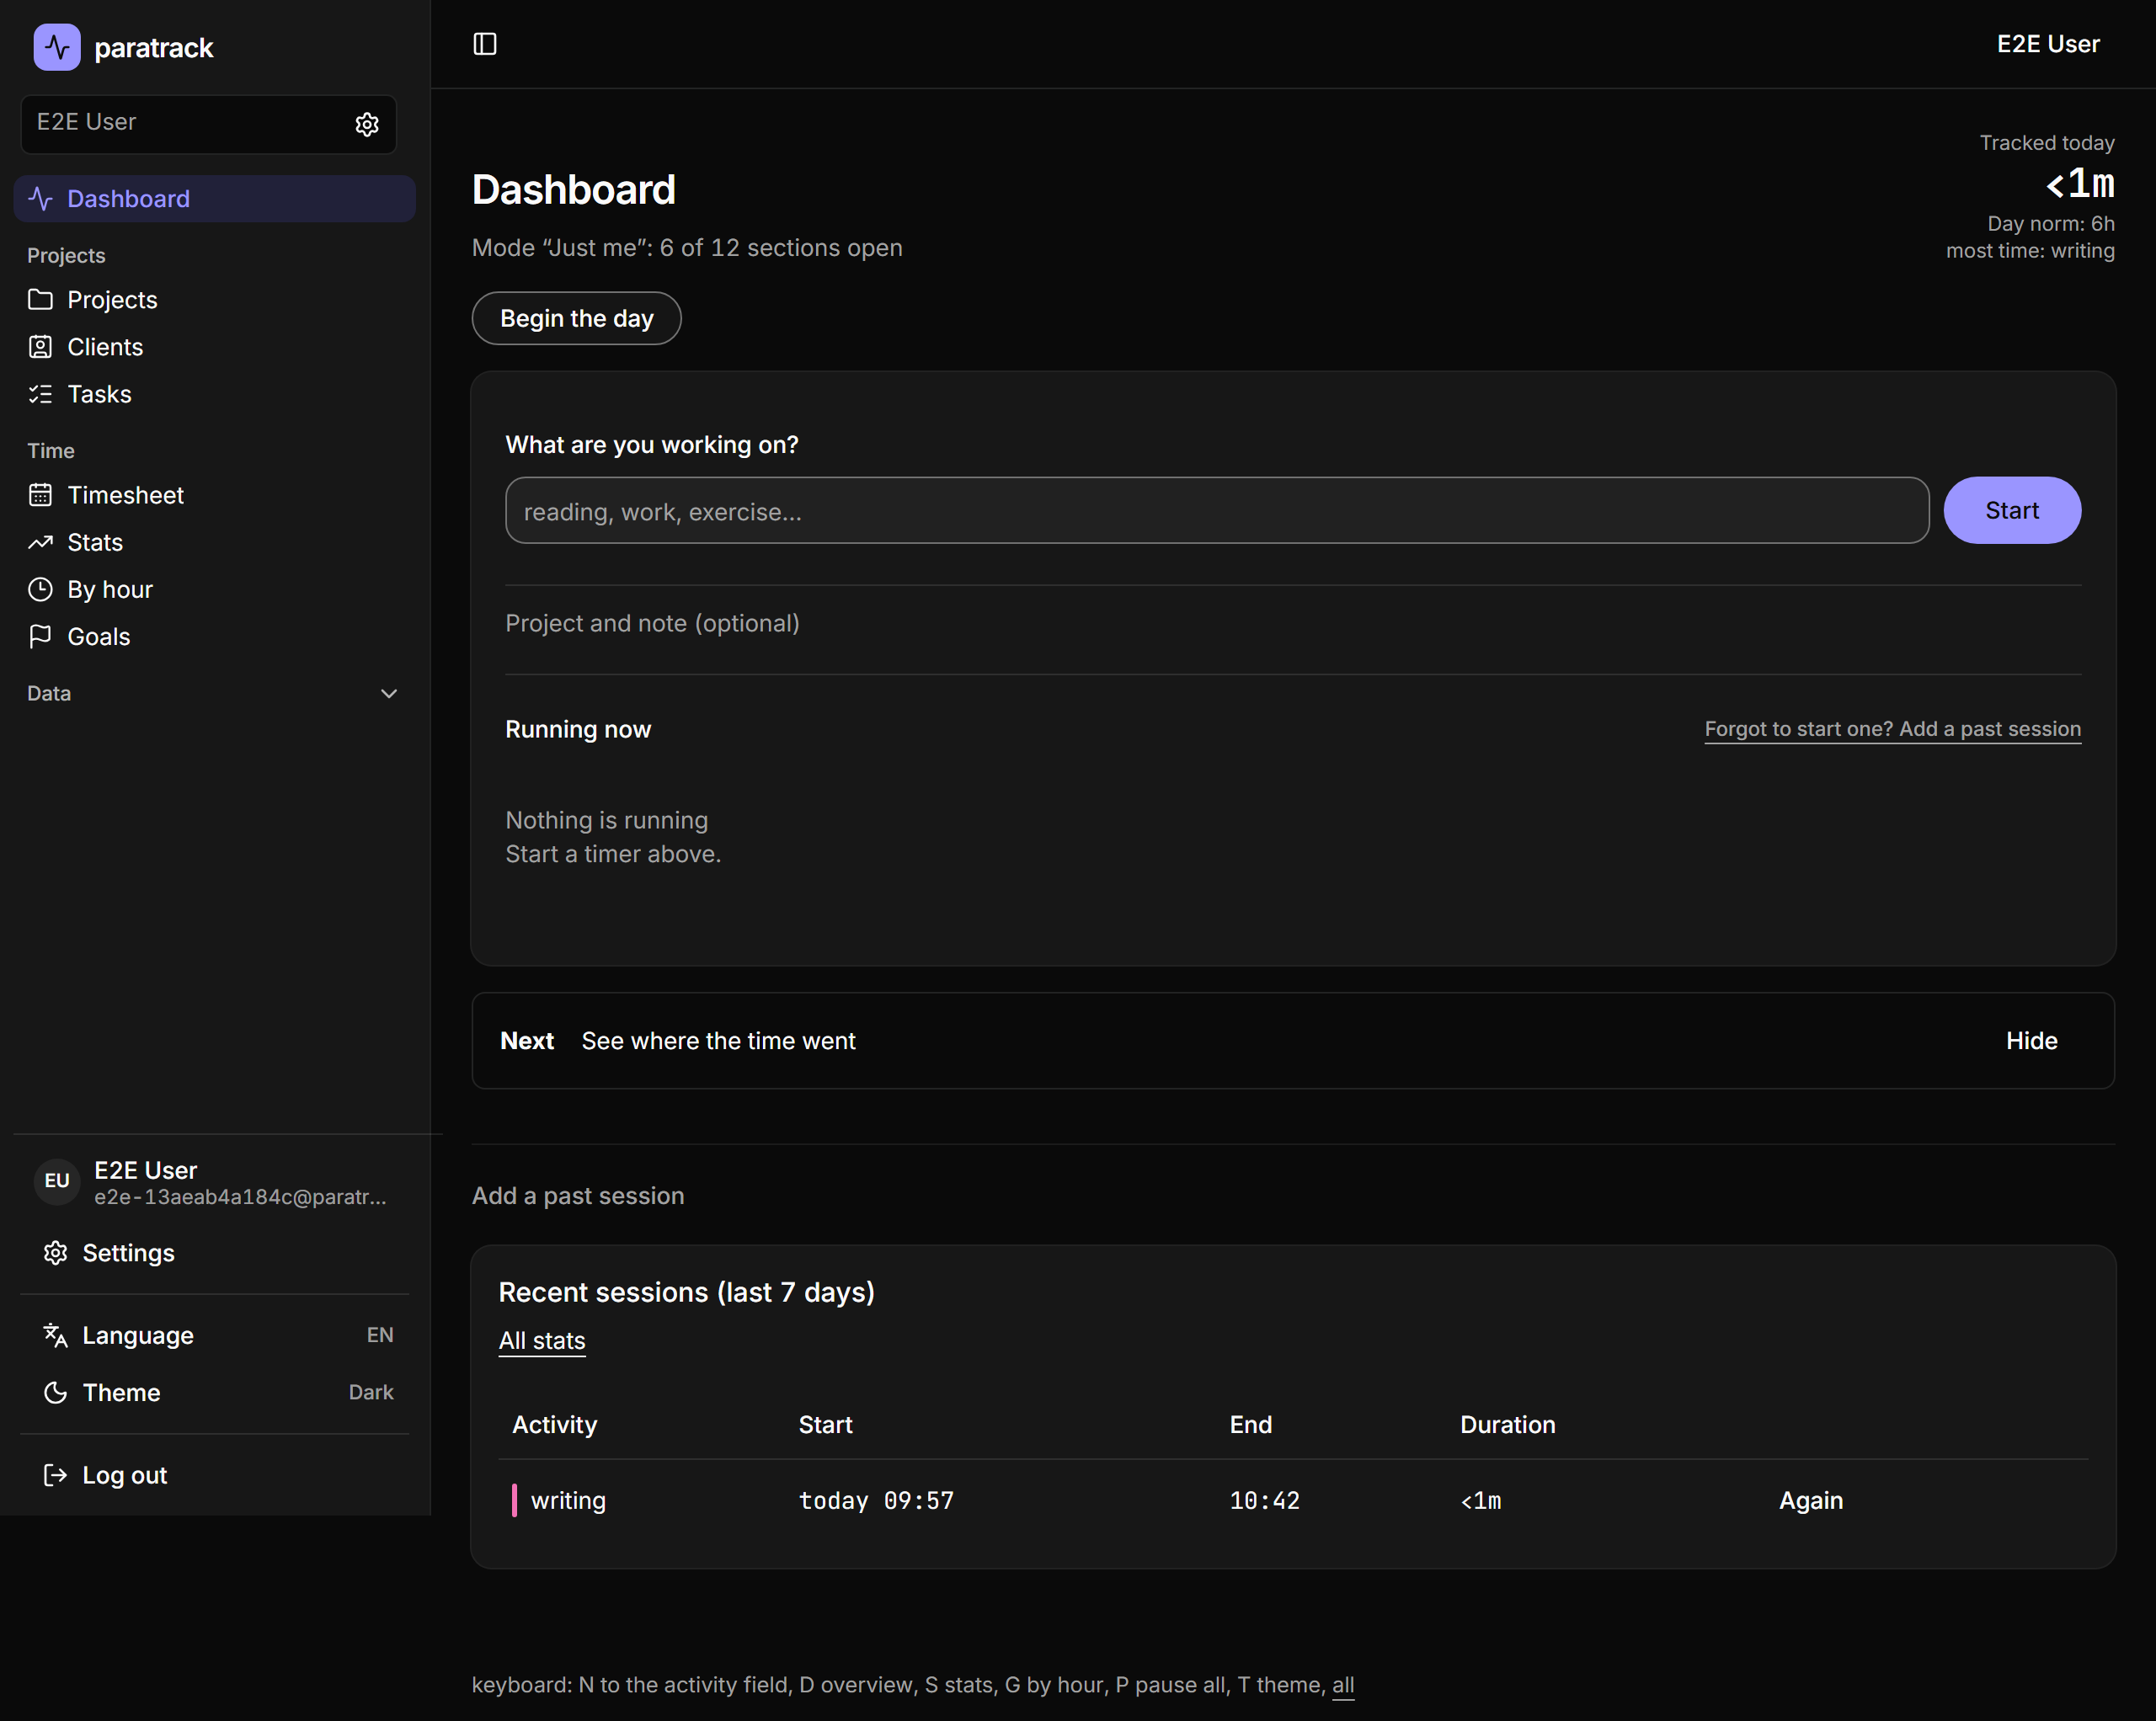 paratrack
E2E User
Dashboard
Projects
Projects
Clients
Tasks
Time
Timesheet
Stats
By hour
Goals
Data
EU
E2E User
e2e-13aeab4a184c@paratr...
Settings
Language EN
Theme Dark
Log out
E2E User
Dashboard
Mode “Just me”: 6 of 12 sections open
Tracked today
<1m
Day norm: 6h
most time: writing
Begin the day
What are you working on?
reading, work, exercise...
Start
Project and note (optional)
Running now
Forgot to start one? Add a past session
Nothing is running
Start a timer above.
Next See where the time went Hide
Add a past session
Recent sessions (last 7 days)
All stats
Activity Start End Duration
writing today 09:57 10:42 <1m Again
keyboard: N to the activity field, D overview, S stats, G by hour, P pause all, T theme, all